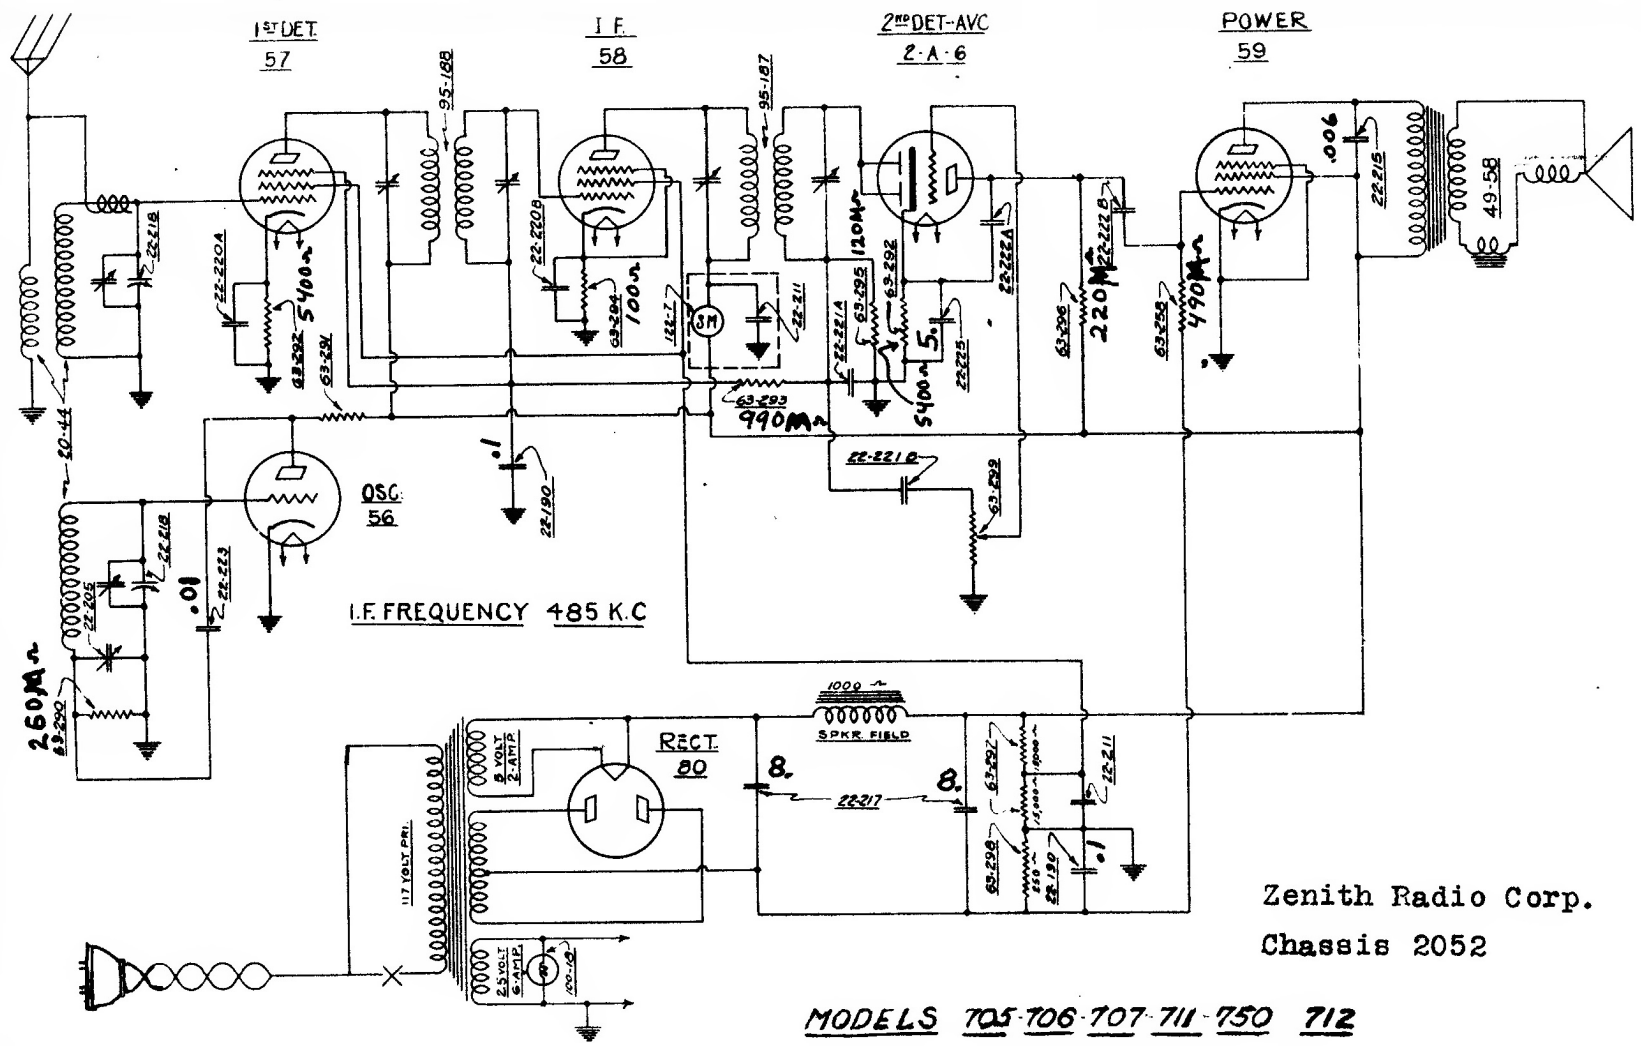 1ST DET.
57
I.F.
58
2ND DET-AVC
2-A-6
POWER
59
95-188
95-187
.006
22-215
49-58
22-218
22-220A
5400Ω
63-292
63-291
22-220B
63-284
100Ω
122-7
SM
22-211
120MΩ
63-295
63-292
22-221A
5400Ω
5.
22-225
22-222A
22-222B
63-296
220MΩ
63-258
490MΩ
63-293
990MΩ
20-44
OSC.
56
.1
22-190
22-221B
63-299
22-218
22-205
.01
22-223
260MΩ
63-290
I.F. FREQUENCY 485 K.C
117 VOLT PRI.
5 VOLT
2-AMP.
RECT.
80
1000 Ω
SPKR. FIELD
8.
22-217
8.
63-297
15,000Ω
63-298
250Ω
22-211
22-190
.1
2.5 VOLT
6-AMP.
100-18
Zenith Radio Corp.
Chassis 2052
MODELS 705-706-707-711-750 712